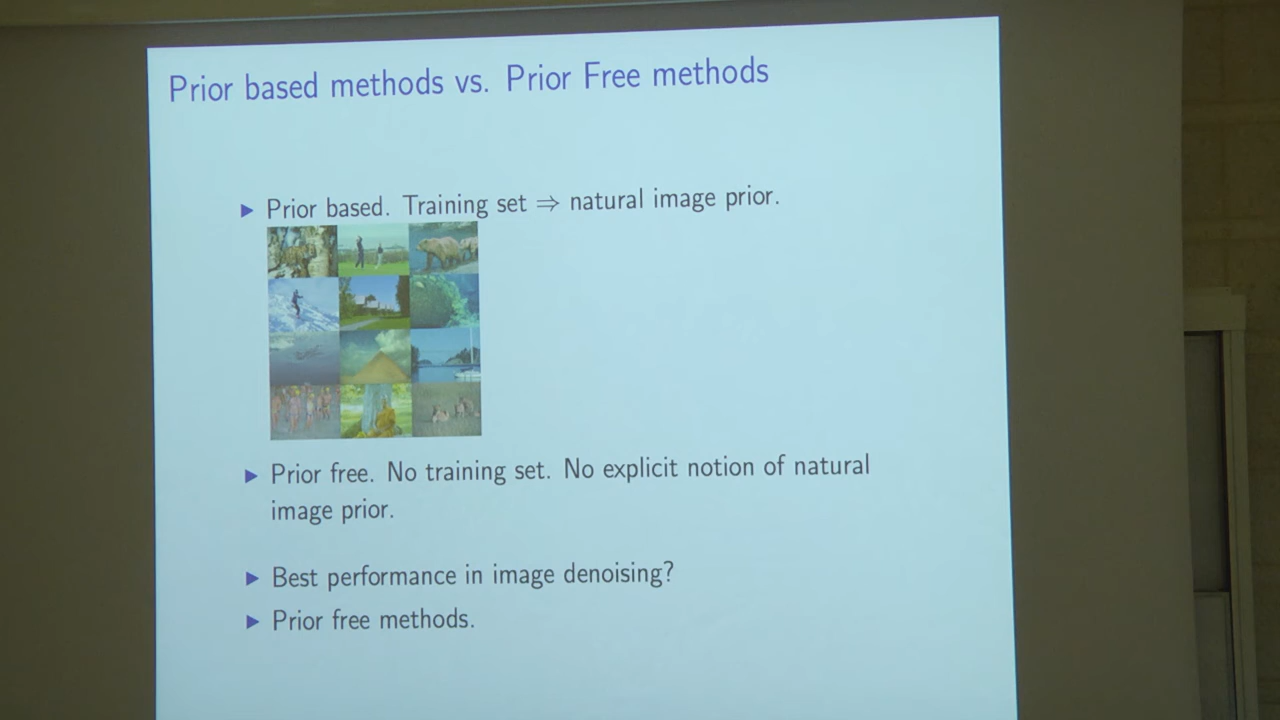 Prior based methods vs. Prior Free methods
Prior based. Training set ⇒ natural image prior.
Prior free. No training set. No explicit notion of natural
image prior.
Best performance in image denoising?
Prior free methods.